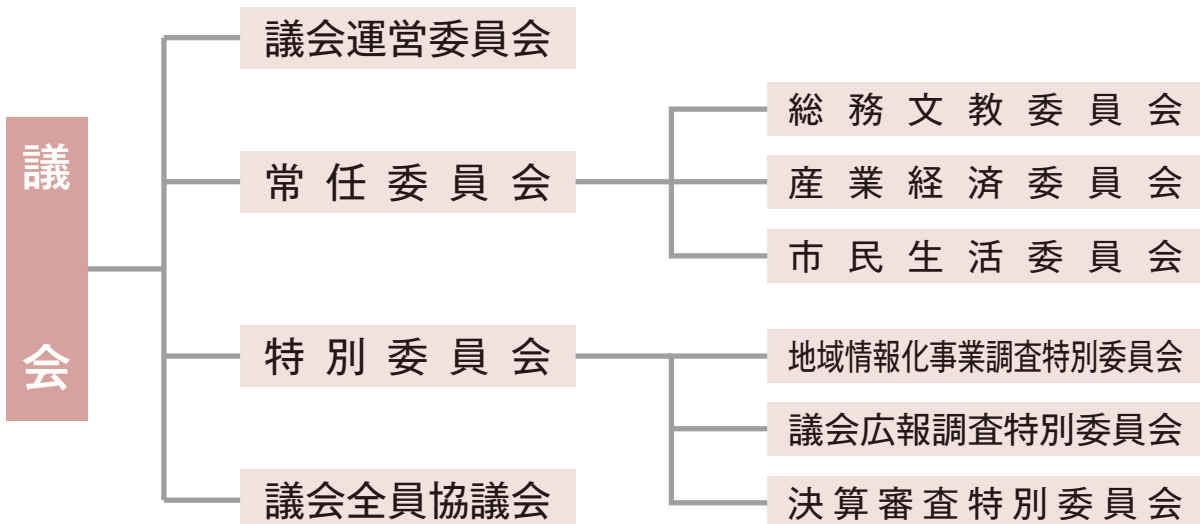 議会
議会運営委員会
常任委員会
総務文教委員会
産業経済委員会
市民生活委員会
特別委員会
地域情報化事業調査特別委員会
議会広報調査特別委員会
決算審査特別委員会
議会全員協議会